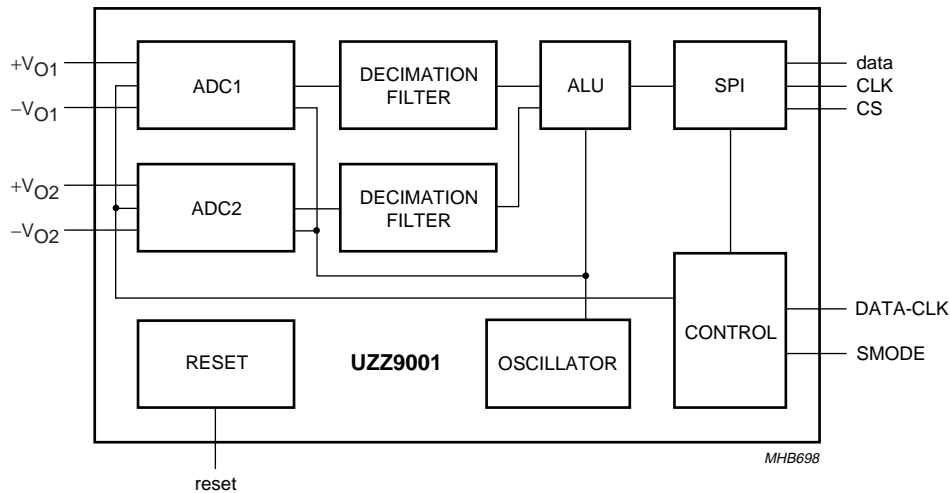 +VO1
−VO1
+VO2
−VO2
ADC1
DECIMATION
FILTER
ALU
SPI
data
CLK
CS
ADC2
DECIMATION
FILTER
CONTROL
DATA-CLK
SMODE
RESET
UZZ9001
OSCILLATOR
reset
MHB698